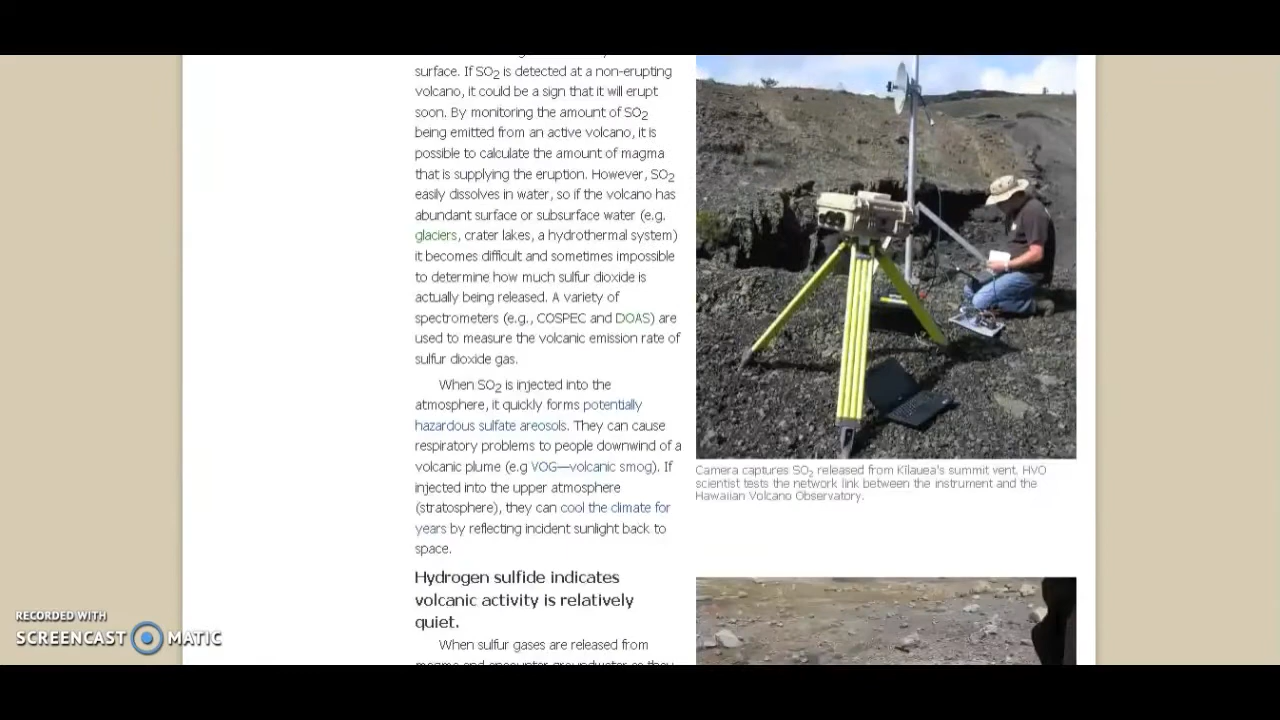 surface. If SO2 is detected at a non-erupting
volcano, it could be a sign that it will erupt
soon. By monitoring the amount of SO2
being emitted from an active volcano, it is
possible to calculate the amount of magma
that is supplying the eruption. However, SO2
easily dissolves in water, so if the volcano has
abundant surface or subsurface water (e.g.
glaciers, crater lakes, a hydrothermal system)
it becomes difficult and sometimes impossible
to determine how much sulfur dioxide is
actually being released. A variety of
spectrometers (e.g., COSPEC and DOAS) are
used to measure the volcanic emission rate of
sulfur dioxide gas.
When SO2 is injected into the
atmosphere, it quickly forms potentially
hazardous sulfate areosols. They can cause
respiratory problems to people downwind of a
volcanic plume (e.g VOG—volcanic smog). If
injected into the upper atmosphere
(stratosphere), they can cool the climate for
years by reflecting incident sunlight back to
space.
Hydrogen sulfide indicates
volcanic activity is relatively
quiet.
When sulfur gases are released from
magma and encounter groundwater as they
Camera captures SO2 released from Kīlauea's summit vent. HVO
scientist tests the network link between the instrument and the
Hawaiian Volcano Observatory.
RECORDED WITH
SCREENCAST MATIC